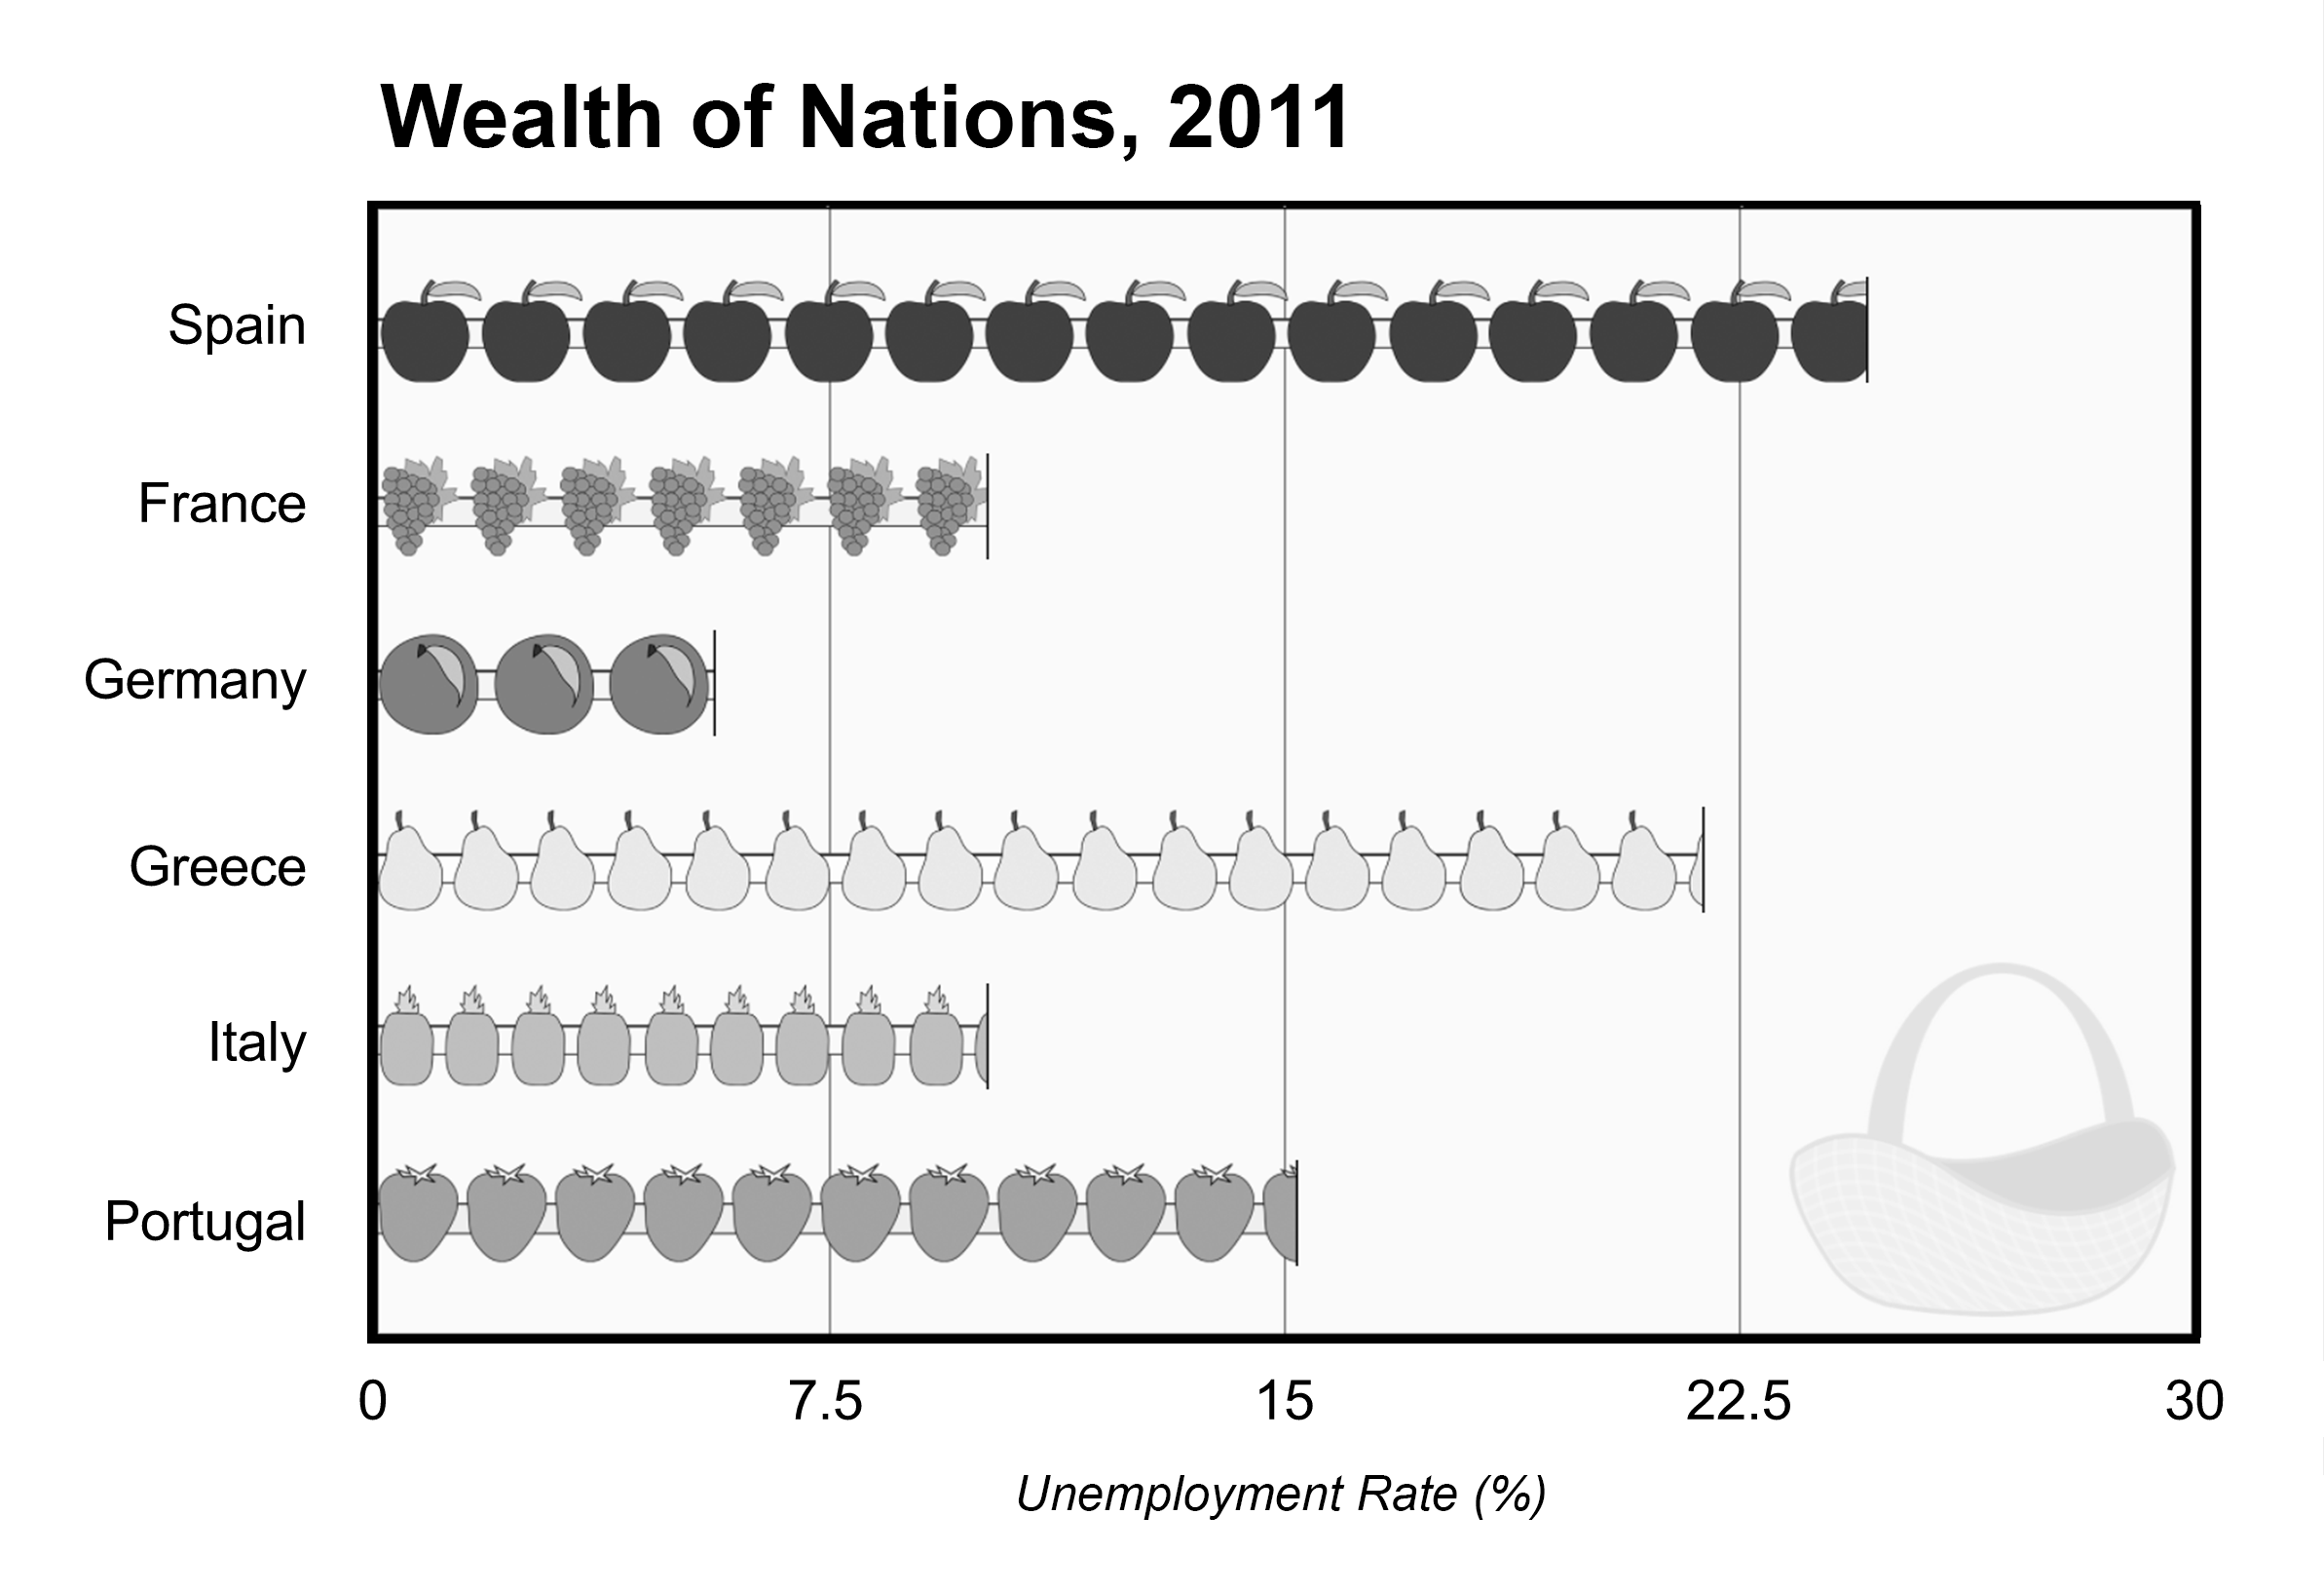 Wealth of Nations, 2011
Spain
France
Germany
Greece
Italy
Portugal
0 7.5 15 22.5 30
Unemployment Rate (%)